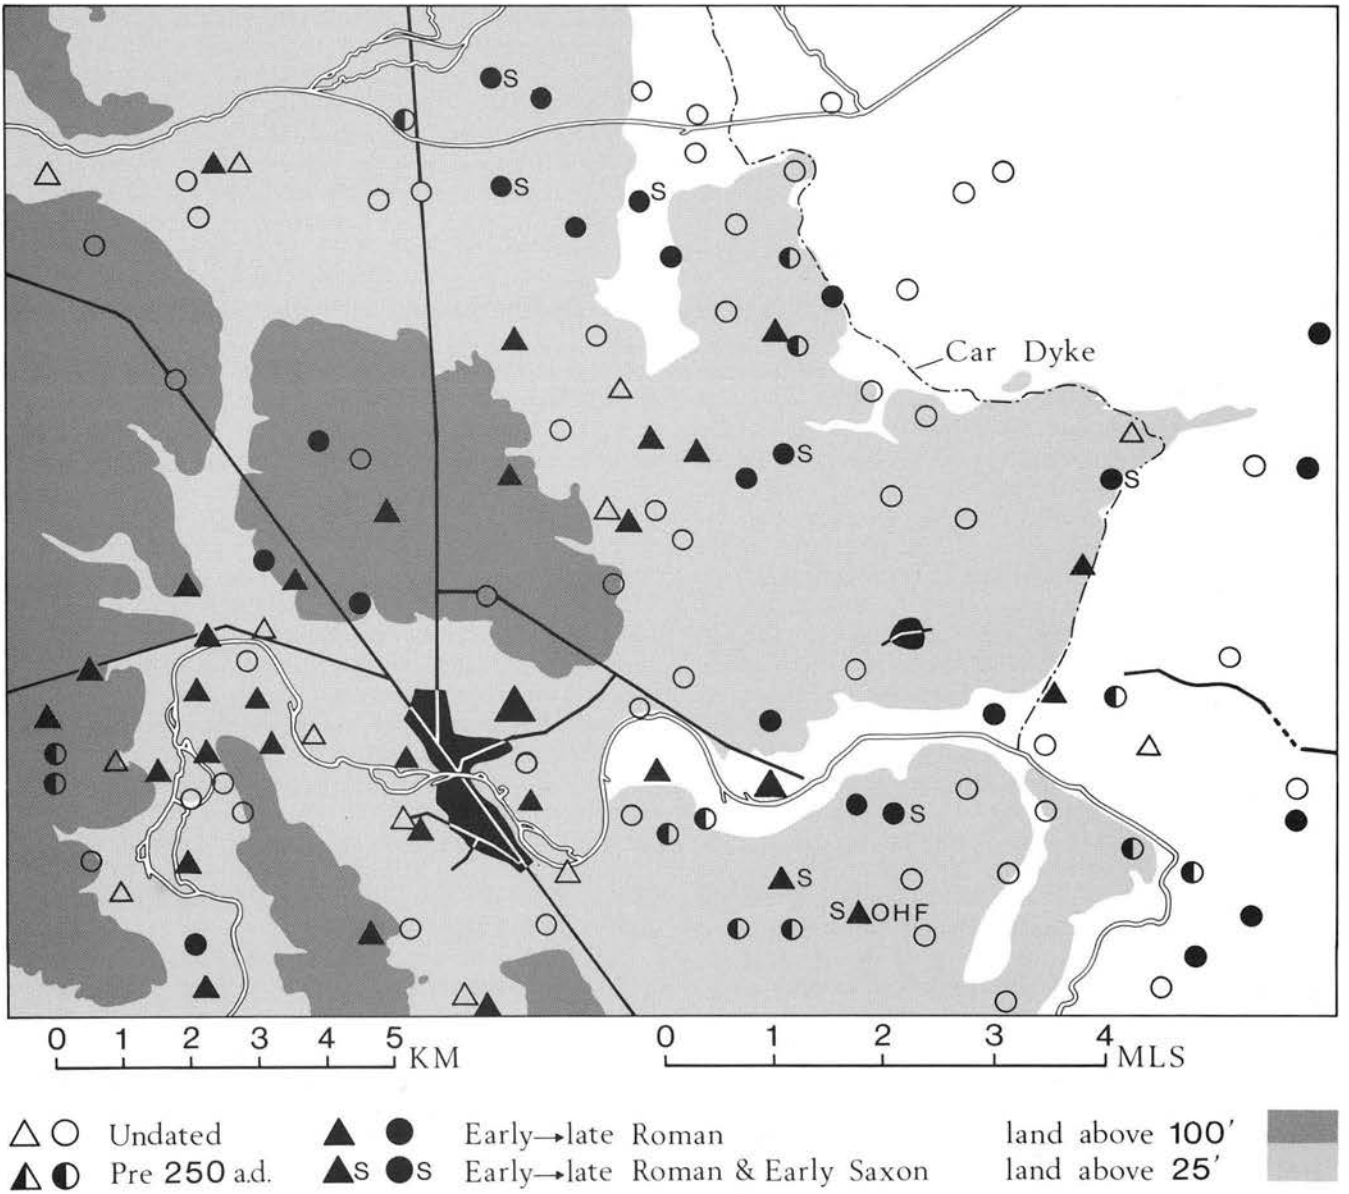 S
S
S
Car Dyke
S
S
S
S
S OHF
0 1 2 3 4 5 KM
0 1 2 3 4 MLS
Undated
Early→late Roman
land above 100'
Pre 250 a.d.
S S Early→late Roman & Early Saxon
land above 25'